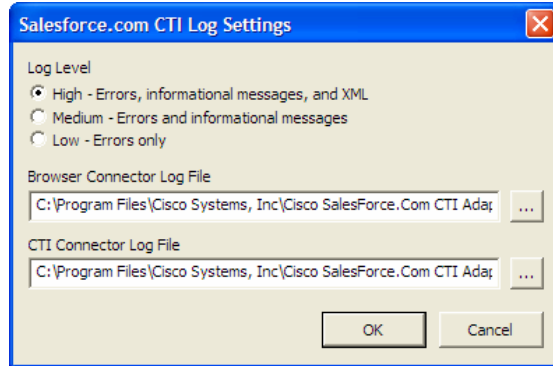 Salesforce.com CTI Log Settings
Log Level
High - Errors, informational messages, and XML
Medium - Errors and informational messages
Low - Errors only
Browser Connector Log File
C:\Program Files\Cisco Systems, Inc\Cisco SalesForce.Com CTI Adap
...
CTI Connector Log File
C:\Program Files\Cisco Systems, Inc\Cisco SalesForce.Com CTI Adap
...
OK Cancel